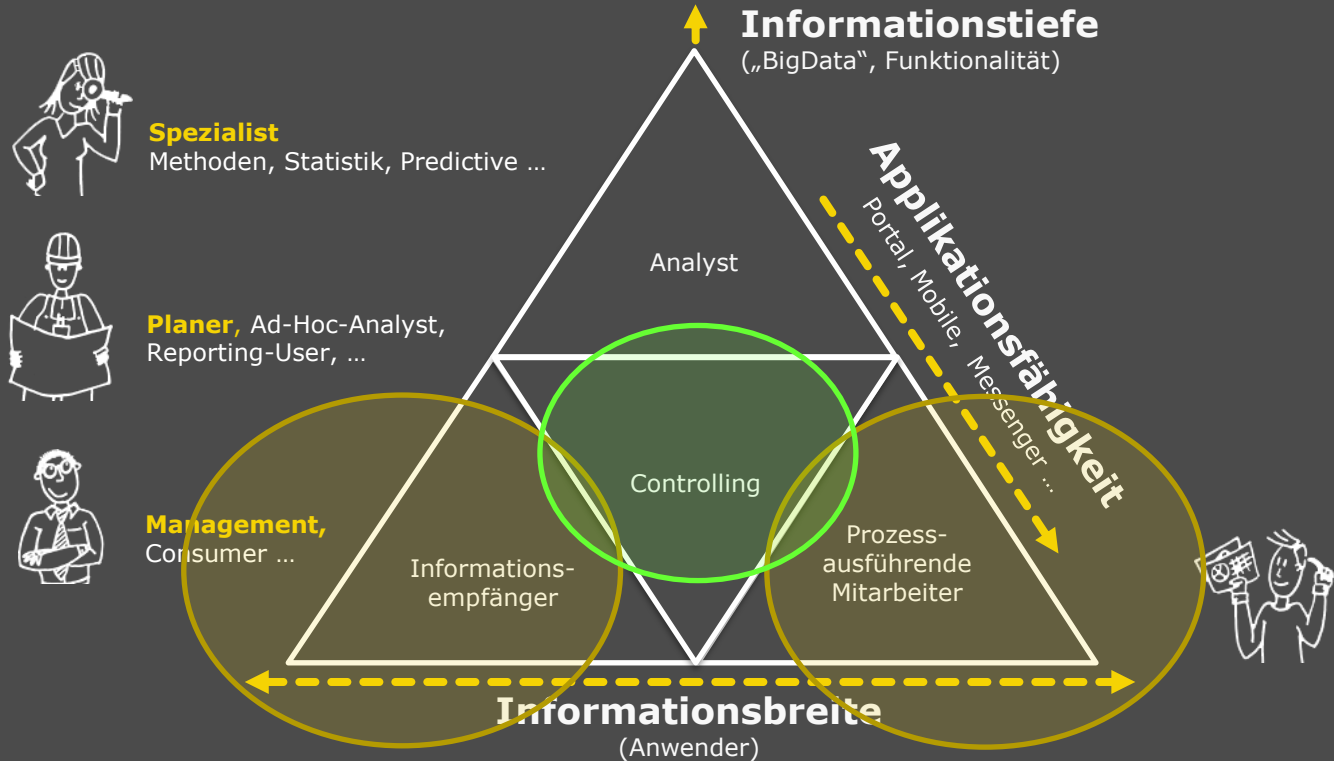 Informationstiefe
(„BigData“, Funktionalität)
Spezialist
Methoden, Statistik, Predictive …
Applikationsfähigkeit
Portal, Mobile, Messenger …
Analyst
Planer, Ad-Hoc-Analyst,
Reporting-User, …
Controlling
Management,
Consumer …
Informations-
empfänger
Prozess-
ausführende
Mitarbeiter
Informationsbreite
(Anwender)